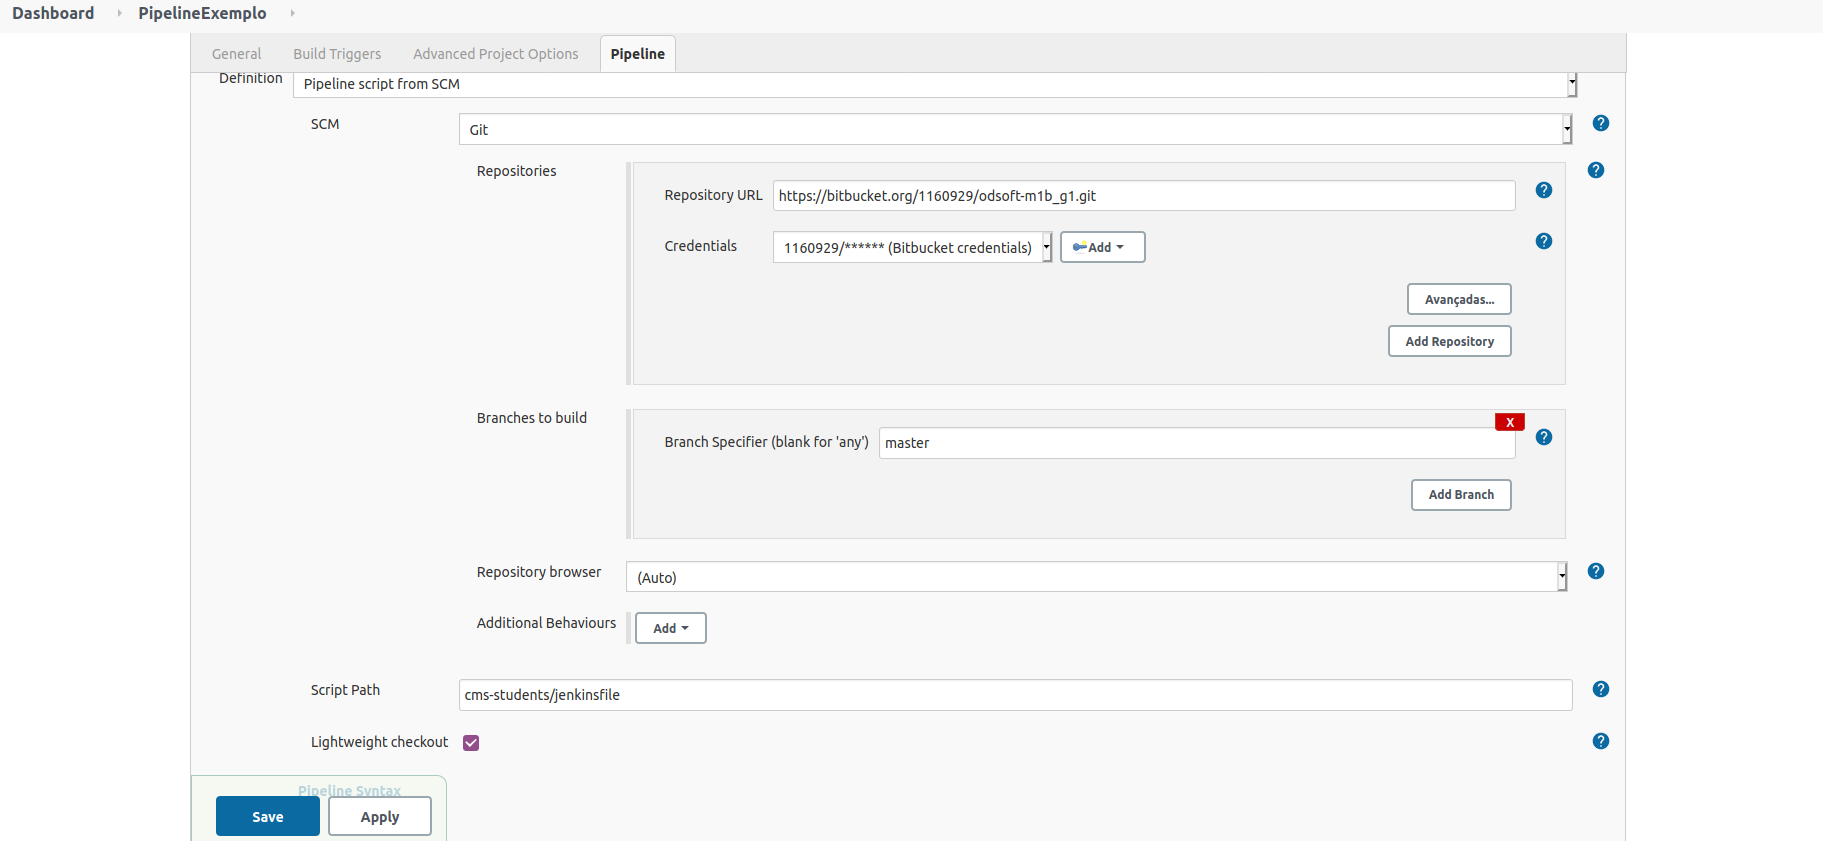 Dashboard PipelineExemplo
General Build Triggers Advanced Project Options Pipeline
Definition Pipeline script from SCM
SCM Git ?
Repositories ?
Repository URL https://bitbucket.org/1160929/odsoft-m1b_g1.git ?
Credentials 1160929/****** (Bitbucket credentials) Add ?
Avançadas...
Add Repository
Branches to build X
Branch Specifier (blank for 'any') master ?
Add Branch
Repository browser (Auto) ?
Additional Behaviours Add
Script Path cms-students/jenkinsfile ?
Lightweight checkout ?
Pipeline Syntax
Save Apply